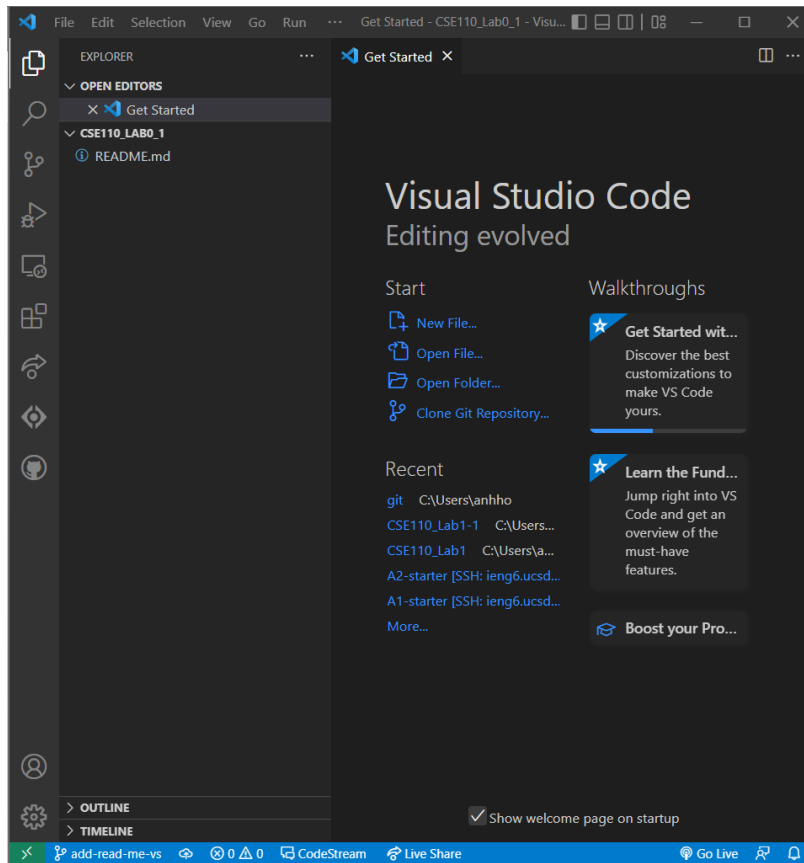 File Edit Selection View Go Run ··· Get Started - CSE110_Lab0_1 - Visu...
EXPLORER ···
OPEN EDITORS
Get Started
CSE110_LAB0_1
README.md
OUTLINE
TIMELINE
Get Started
Visual Studio Code
Editing evolved
Start
New File...
Open File...
Open Folder...
Clone Git Repository...
Recent
git C:\Users\anhho
CSE110_Lab1-1 C:\Users...
CSE110_Lab1 C:\Users\a...
A2-starter [SSH: ieng6.ucsd...
A1-starter [SSH: ieng6.ucsd...
More...
Walkthroughs
Get Started wit...
Discover the best
customizations to
make VS Code
yours.
Learn the Fund...
Jump right into VS
Code and get an
overview of the
must-have
features.
Boost your Pro...
Show welcome page on startup
add-read-me-vs 0 0 CodeStream Live Share Go Live